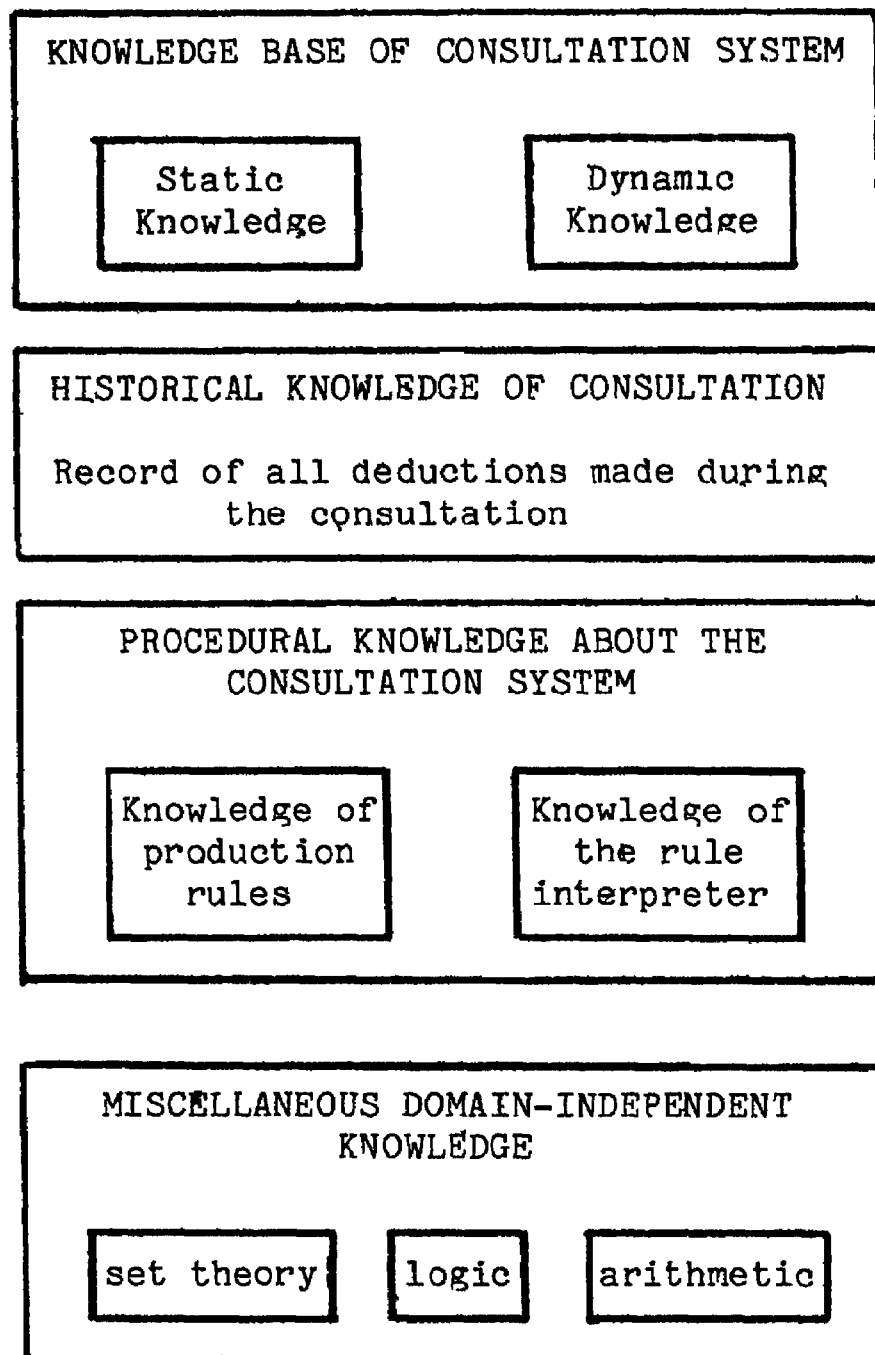 KNOWLEDGE BASE OF CONSULTATION SYSTEM
Static
Knowledge
Dynamic
Knowledge
HISTORICAL KNOWLEDGE OF CONSULTATION
Record of all deductions made during
the consultation
PROCEDURAL KNOWLEDGE ABOUT THE
CONSULTATION SYSTEM
Knowledge of
production
rules
Knowledge of
the rule
interpreter
MISCELLANEOUS DOMAIN-INDEPENDENT
KNOWLEDGE
set theory
logic
arithmetic